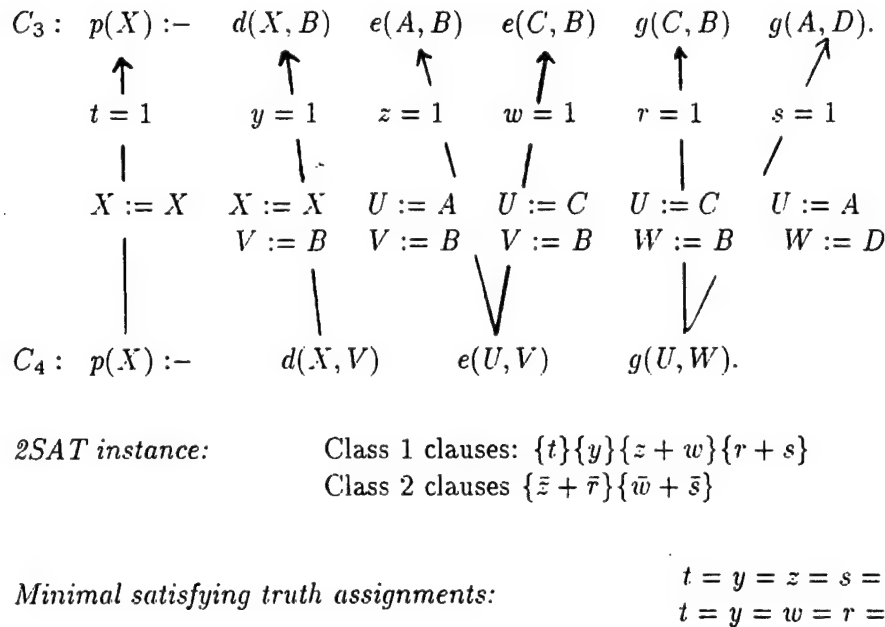 C₃ : p(X) :- d(X, B) e(A, B) e(C, B) g(C, B) g(A, D).
t = 1 y = 1 z = 1 w = 1 r = 1 s = 1
X := X X := X U := A U := C U := C U := A
V := B V := B V := B W := B W := D
C₄ : p(X) :- d(X, V) e(U, V) g(U, W).
2SAT instance: Class 1 clauses: {t}{y}{z + w}{r + s}
Class 2 clauses {z̄ + r̄}{w̄ + s̄}
Minimal satisfying truth assignments: t = y = z = s =
t = y = w = r =